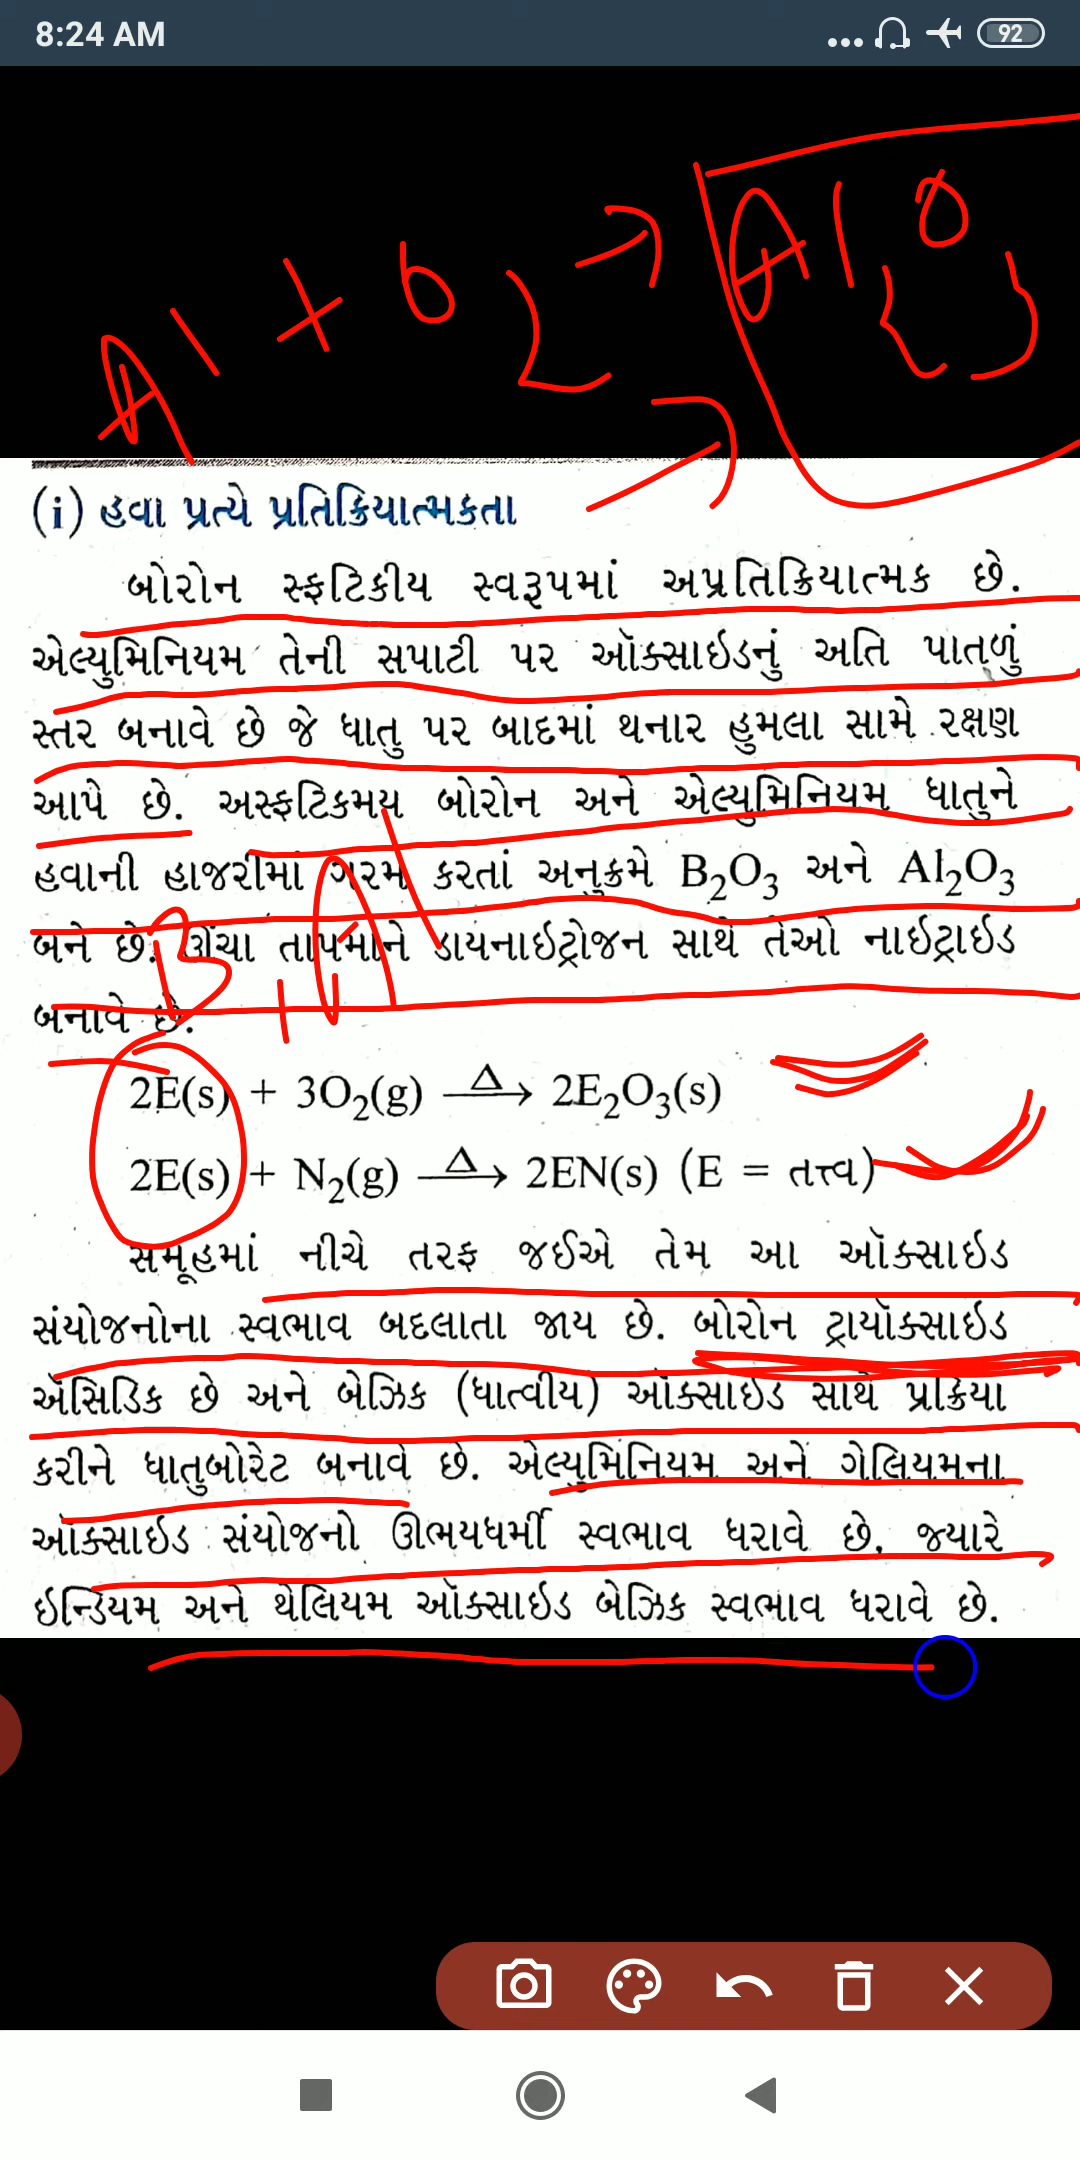 8:24 AM
92
Al + O2 → Al2O3
(i) હવા પ્રત્યે પ્રતિક્રિયાત્મકતા
બોરોન સ્ફટિકીય સ્વરૂપમાં અપ્રતિક્રિયાત્મક છે.
એલ્યુમિનિયમ તેની સપાટી પર ઑક્સાઇડનું અતિ પાતળું
સ્તર બનાવે છે જે ધાતુ પર બાદમાં થનાર હુમલા સામે રક્ષણ
આપે છે. અસ્ફટિકમય બોરોન અને એલ્યુમિનિયમ ધાતુને
હવાની હાજરીમાં ગરમ કરતાં અનુક્રમે B₂O₃ અને Al₂O₃
બને છે. ઊંચા તાપમાને ડાયનાઇટ્રોજન સાથે તેઓ નાઇટ્રાઇડ
બનાવે છે.
B, Al
2E(s) + 3O₂(g) —Δ→ 2E₂O₃(s)
2E(s) + N₂(g) —Δ→ 2EN(s) (E = તત્ત્વ)
સમૂહમાં નીચે તરફ જઈએ તેમ આ ઑક્સાઇડ
સંયોજનોના સ્વભાવ બદલાતા જાય છે. બોરોન ટ્રાયૉક્સાઇડ
ઍસિડિક છે અને બેઝિક (ધાત્વીય) ઑક્સાઇડ સાથે પ્રક્રિયા
કરીને ધાતુબોરેટ બનાવે છે. એલ્યુમિનિયમ અને ગેલિયમના
ઑક્સાઇડ સંયોજનો ઊભયધર્મી સ્વભાવ ધરાવે છે, જ્યારે
ઇન્ડિયમ અને થેલિયમ ઑક્સાઇડ બેઝિક સ્વભાવ ધરાવે છે.